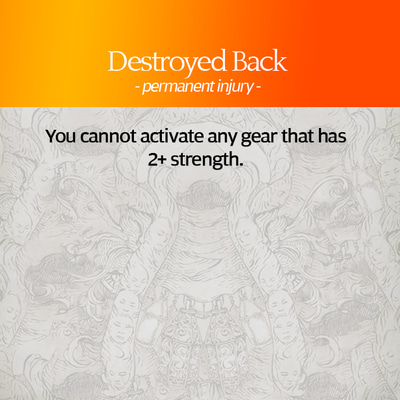 Destroyed Back
- permanent injury -
You cannot activate any gear that has
2+ strength.